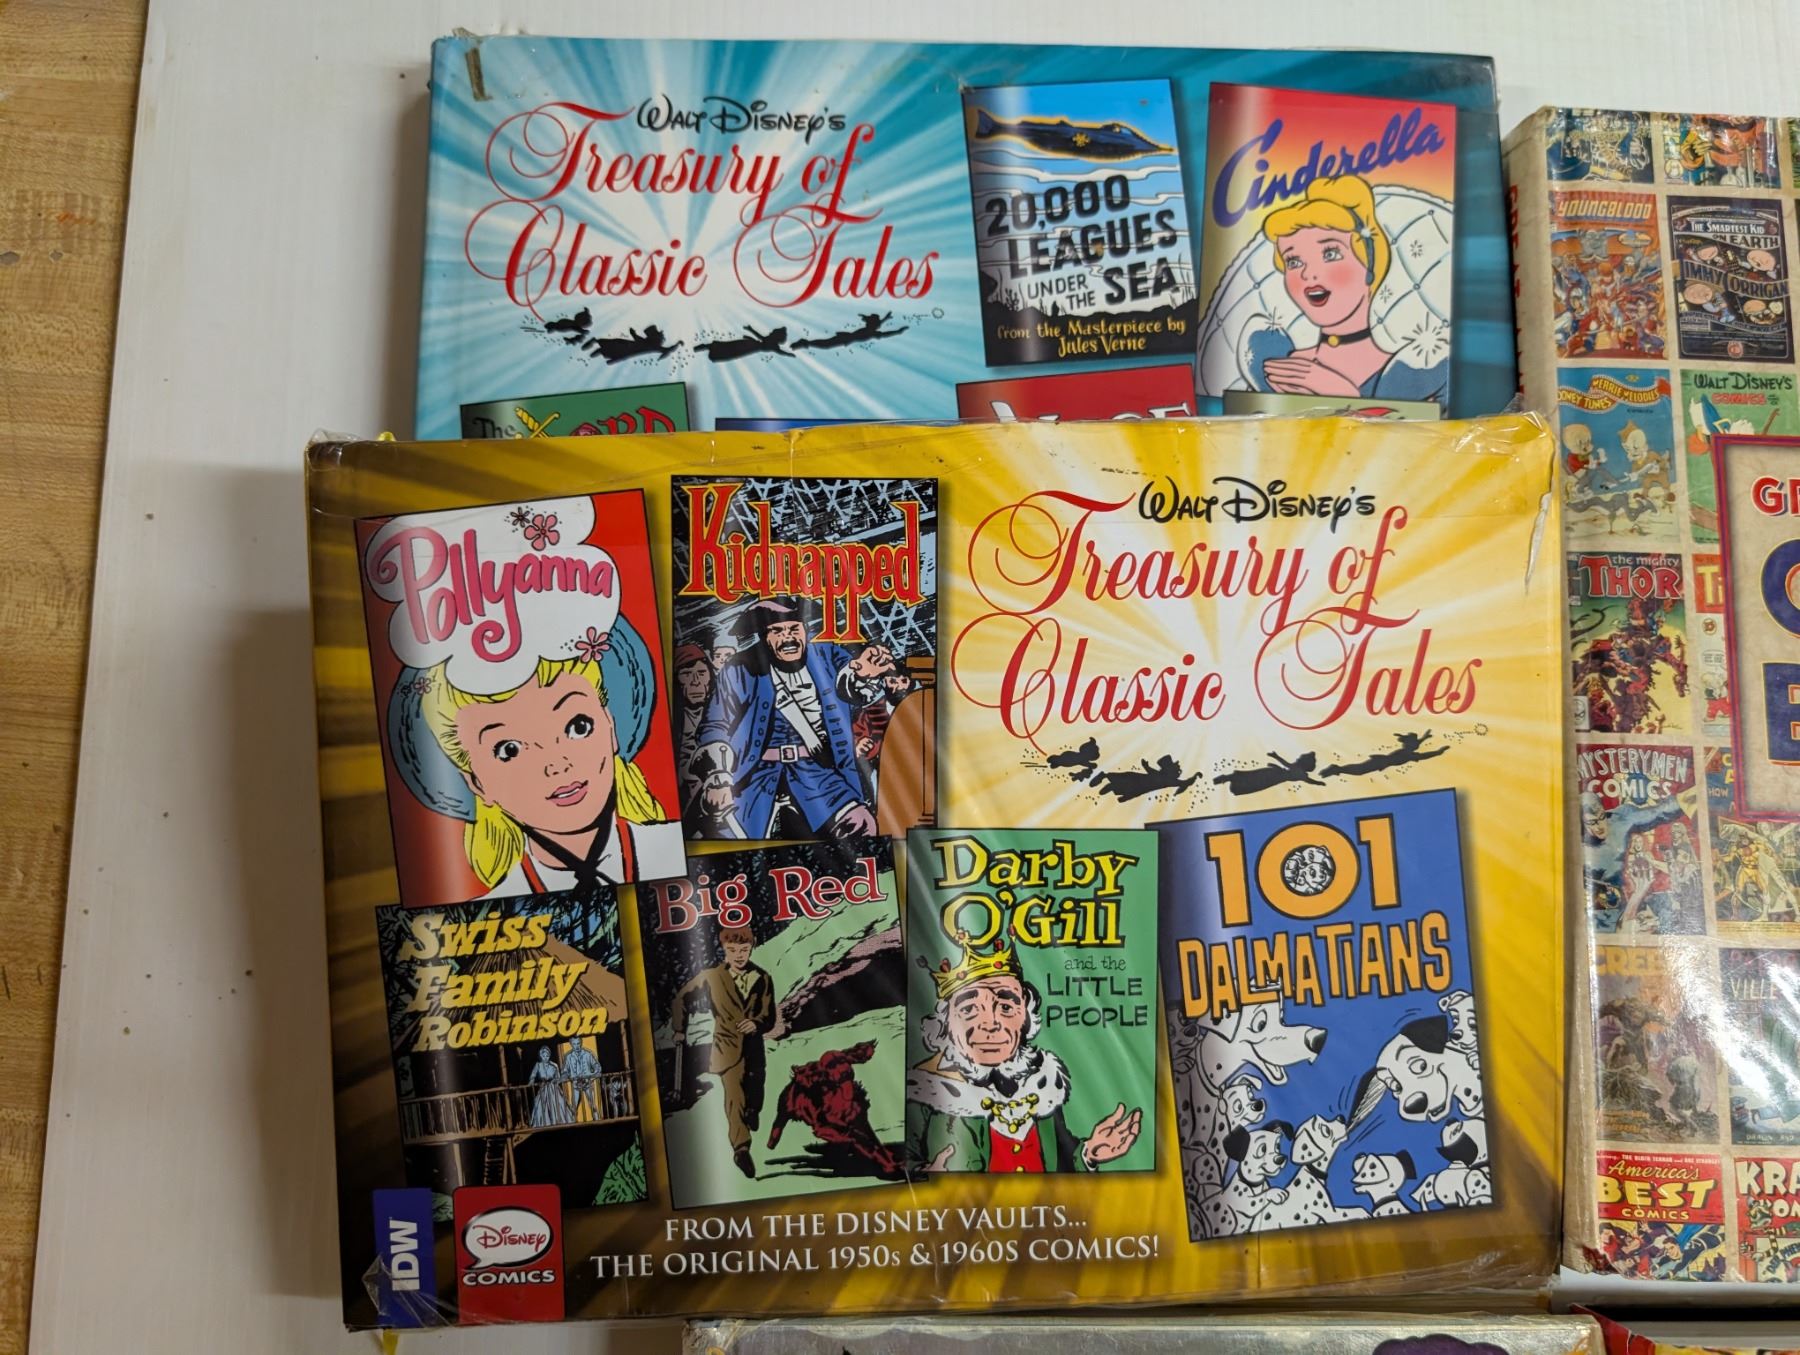 WALT DISNEY'S
Treasury of
Classic Tales
20,000
LEAGUES
UNDER
THE SEA
from the Masterpiece by
Jules Verne
Cinderella
The
WALT DISNEY'S
Treasury of
Classic Tales
Pollyanna
Kidnapped
Swiss
Family
Robinson
Big Red
Darby
O'Gill
and the
LITTLE
PEOPLE
101
DALMATIANS
IDW
DISNEY
COMICS
FROM THE DISNEY VAULTS...
THE ORIGINAL 1950s & 1960s COMICS!
YOUNGBLOOD
THE SMARTEST KID
ON EARTH
MERRIE MELODIES
WALT DISNEY'S
COMICS
the mighty
THOR
MYSTERYMEN
COMICS
America's
BEST
COMICS